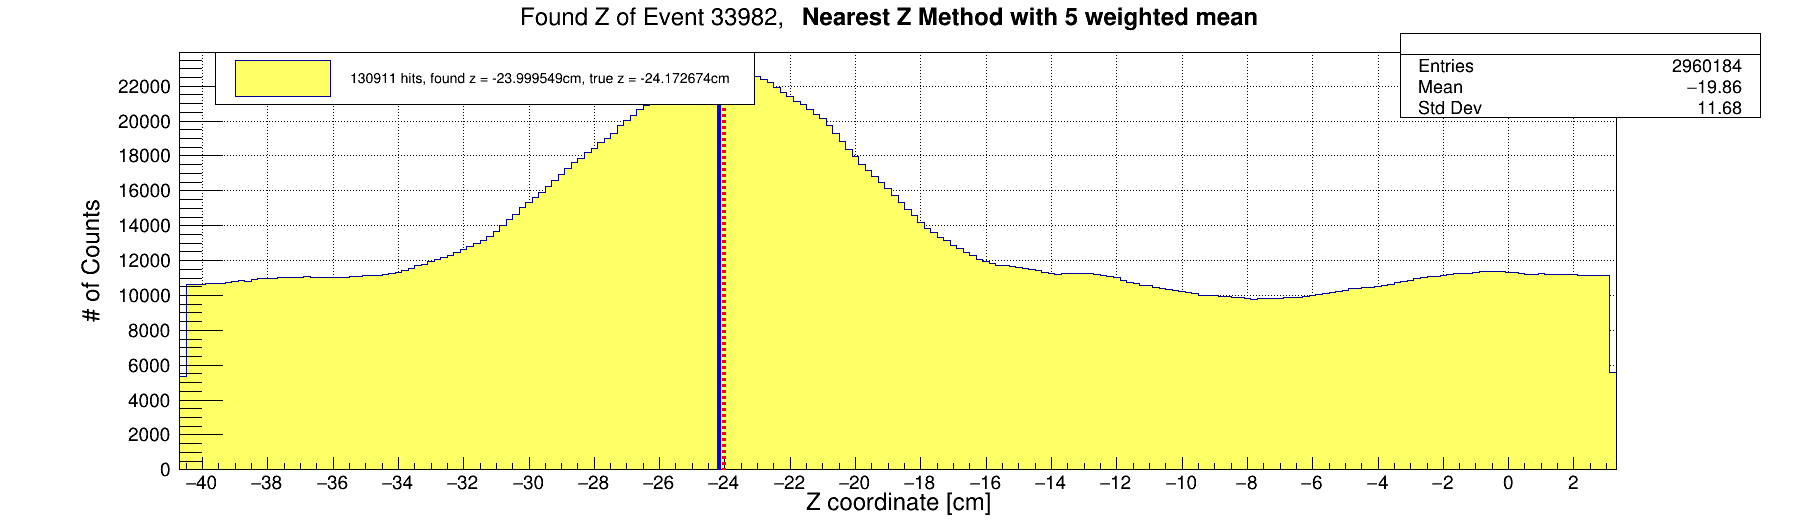 Found Z of Event 33982, Nearest Z Method with 5 weighted mean
130911 hits, found z = -23.999549cm, true z = -24.172674cm
Entries 2960184
Mean −19.86
Std Dev 11.68
# of Counts
22000
20000
18000
16000
14000
12000
10000
8000
6000
4000
2000
0
−40 −38 −36 −34 −32 −30 −28 −26 −24 −22 −20 −18 −16 −14 −12 −10 −8 −6 −4 −2 0 2
Z coordinate [cm]